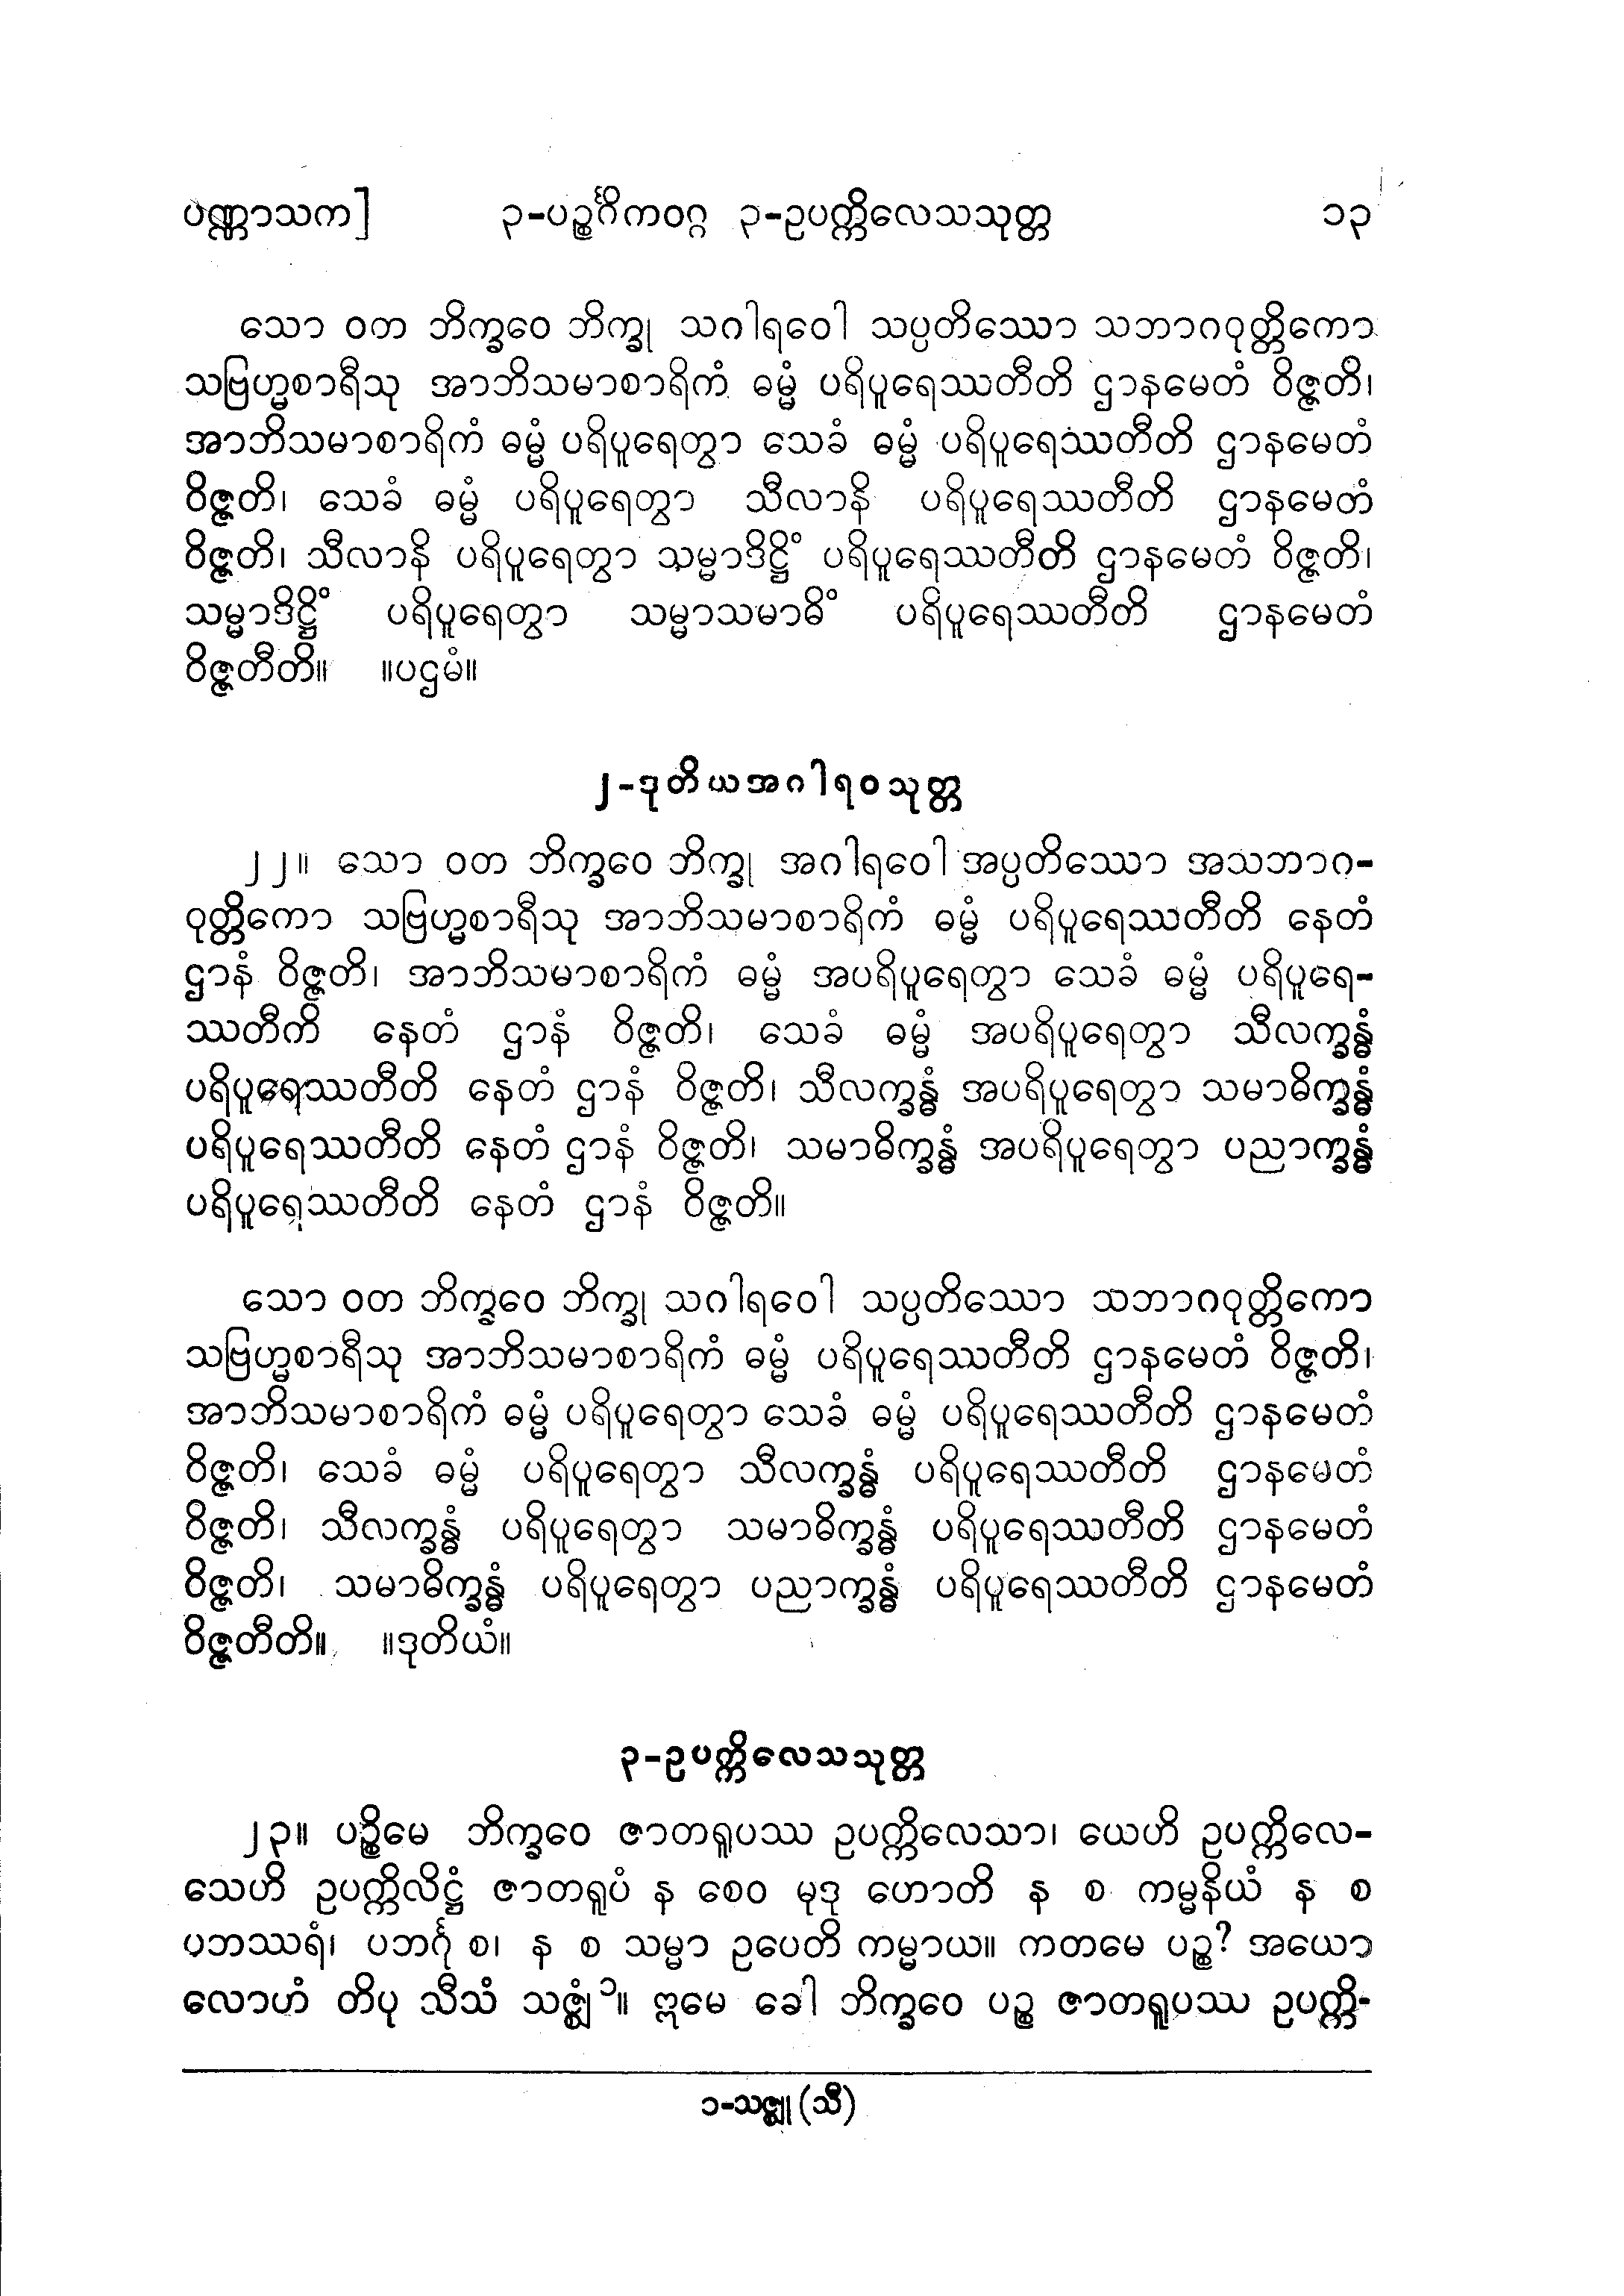 ပဏ္ဏာသက]	၃-ပဉ္စင်္ဂိကဝဂ္ဂ ၃-ဥပက္ကိလေသသုတ္တ	၁၃
သော ဝတ ဘိက္ခဝေ ဘိက္ခု သဂါရဝေါ သပ္ပတိဿော သဘာဂဝုတ္တိကော
သဗြဟ္မစာရီသု အာဘိသမာစာရိကံ ဓမ္မံ ပရိပူရေဿတီတိ ဌာနမေတံ ဝိဇ္ဇတိ၊
အာဘိသမာစာရိကံ ဓမ္မံ ပရိပူရေတွာ သေခံ ဓမ္မံ ပရိပူရေဿတီတိ ဌာနမေတံ
ဝိဇ္ဇတိ၊ သေခံ ဓမ္မံ ပရိပူရေတွာ သီလာနိ ပရိပူရေဿတီတိ ဌာနမေတံ
ဝိဇ္ဇတိ၊ သီလာနိ ပရိပူရေတွာ သမ္မာဒိဋ္ဌိံ ပရိပူရေဿတီတိ ဌာနမေတံ ဝိဇ္ဇတိ၊
သမ္မာဒိဋ္ဌိံ ပရိပူရေတွာ သမ္မာသမာဓိံ ပရိပူရေဿတီတိ ဌာနမေတံ
ဝိဇ္ဇတီတိ။ ။ပဌမံ။
၂-ဒုတိယအဂါရဝသုတ္တ
၂၂။ သော ဝတ ဘိက္ခဝေ ဘိက္ခု အဂါရဝေါ အပ္ပတိဿော အသဘာဂ-
ဝုတ္တိကော သဗြဟ္မစာရီသု အာဘိသမာစာရိကံ ဓမ္မံ ပရိပူရေဿတီတိ နေတံ
ဌာနံ ဝိဇ္ဇတိ၊ အာဘိသမာစာရိကံ ဓမ္မံ အပရိပူရေတွာ သေခံ ဓမ္မံ ပရိပူရေ-
ဿတီကိ နေတံ ဌာနံ ဝိဇ္ဇတိ၊ သေခံ ဓမ္မံ အပရိပူရေတွာ သီလက္ခန္ဓံ
ပရိပူရေဿတီတိ နေတံ ဌာနံ ဝိဇ္ဇတိ၊ သီလက္ခန္ဓံ အပရိပူရေတွာ သမာဓိက္ခန္ဓံ
ပရိပူရေဿတီတိ နေတံ ဌာနံ ဝိဇ္ဇတိ၊ သမာဓိက္ခန္ဓံ အပရိပူရေတွာ ပညာက္ခန္ဓံ
ပရိပူရေဿတီတိ နေတံ ဌာနံ ဝိဇ္ဇတိ။
သော ဝတ ဘိက္ခဝေ ဘိက္ခု သဂါရဝေါ သပ္ပတိဿော သဘာဂဝုတ္တိကော
သဗြဟ္မစာရီသု အာဘိသမာစာရိကံ ဓမ္မံ ပရိပူရေဿတီတိ ဌာနမေတံ ဝိဇ္ဇတိ၊
အာဘိသမာစာရိကံ ဓမ္မံ ပရိပူရေတွာ သေခံ ဓမ္မံ ပရိပူရေဿတီတိ ဌာနမေတံ
ဝိဇ္ဇတိ၊ သေခံ ဓမ္မံ ပရိပူရေတွာ သီလက္ခန္ဓံ ပရိပူရေဿတီတိ ဌာနမေတံ
ဝိဇ္ဇတိ၊ သီလက္ခန္ဓံ ပရိပူရေတွာ သမာဓိက္ခန္ဓံ ပရိပူရေဿတီတိ ဌာနမေတံ
ဝိဇ္ဇတိ၊ သမာဓိက္ခန္ဓံ ပရိပူရေတွာ ပညာက္ခန္ဓံ ပရိပူရေဿတီတိ ဌာနမေတံ
ဝိဇ္ဇတီတိ။ ။ဒုတိယံ။
၃-ဥပက္ကိလေသသုတ္တ
၂၃။ ပဉ္စိမေ ဘိက္ခဝေ ဇာတရူပဿ ဥပက္ကိလေသာ၊ ယေဟိ ဥပက္ကိလေ-
သေဟိ ဥပက္ကိလိဋ္ဌံ ဇာတရူပံ န စေဝ မုဒု ဟောတိ န စ ကမ္မနိယံ န စ
ပဘဿရံ၊ ပဘင်္ဂု စ၊ န စ သမ္မာ ဥပေတိ ကမ္မာယ။ ကတမေ ပဉ္စ? အယော
လောဟံ တိပု သီသံ သဇ္ဈုံ ၁။ ဣမေ ခေါ ဘိက္ခဝေ ပဉ္စ ဇာတရူပဿ ဥပက္ကိ-
၁-သဇ္ဈု (သီ)